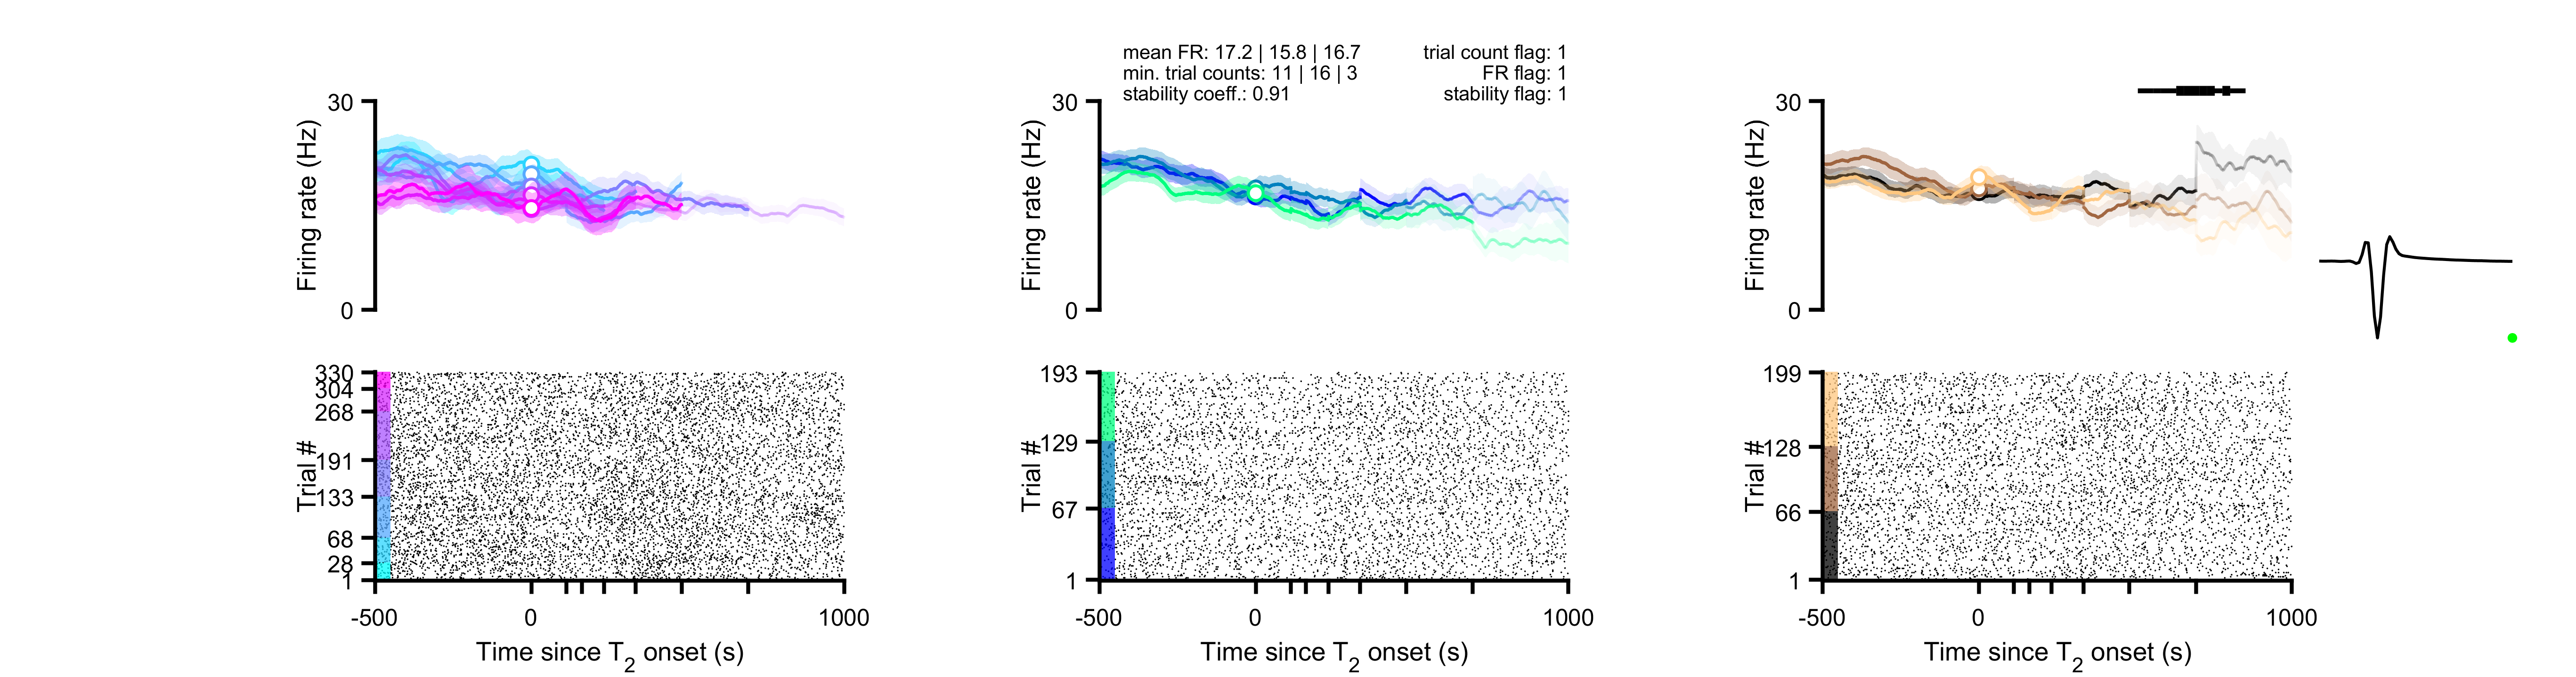 mean FR: 17.2 | 15.8 | 16.7
min. trial counts: 11 | 16 | 3
stability coeff.: 0.91
trial count flag: 1
FR flag: 1
stability flag: 1
30
Firing rate (Hz)
0
30
Firing rate (Hz)
0
30
Firing rate (Hz)
0
330
304
268
191
133
68
28
1
Trial #
-500
0
1000
Time since T2 onset (s)
193
129
67
1
Trial #
-500
0
1000
Time since T2 onset (s)
199
128
66
1
Trial #
-500
0
1000
Time since T2 onset (s)